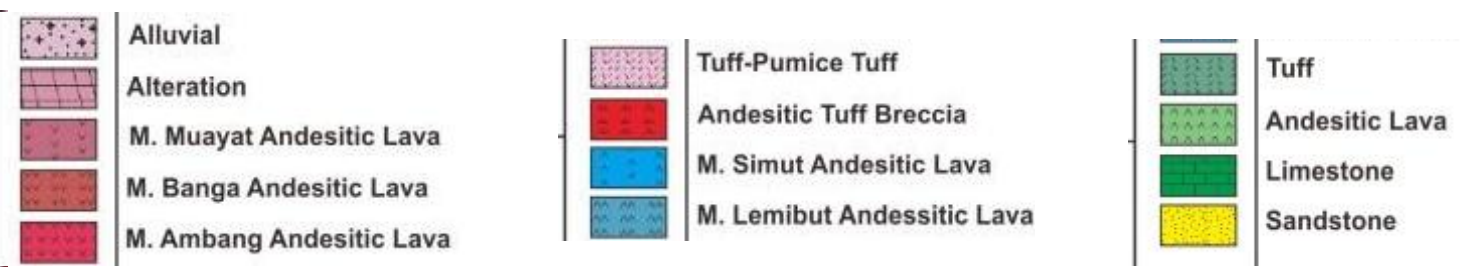 Alluvial
Alteration
M. Muayat Andesitic Lava
M. Banga Andesitic Lava
M. Ambang Andesitic Lava
Tuff-Pumice Tuff
Andesitic Tuff Breccia
M. Simut Andesitic Lava
M. Lemibut Andessitic Lava
Tuff
Andesitic Lava
Limestone
Sandstone